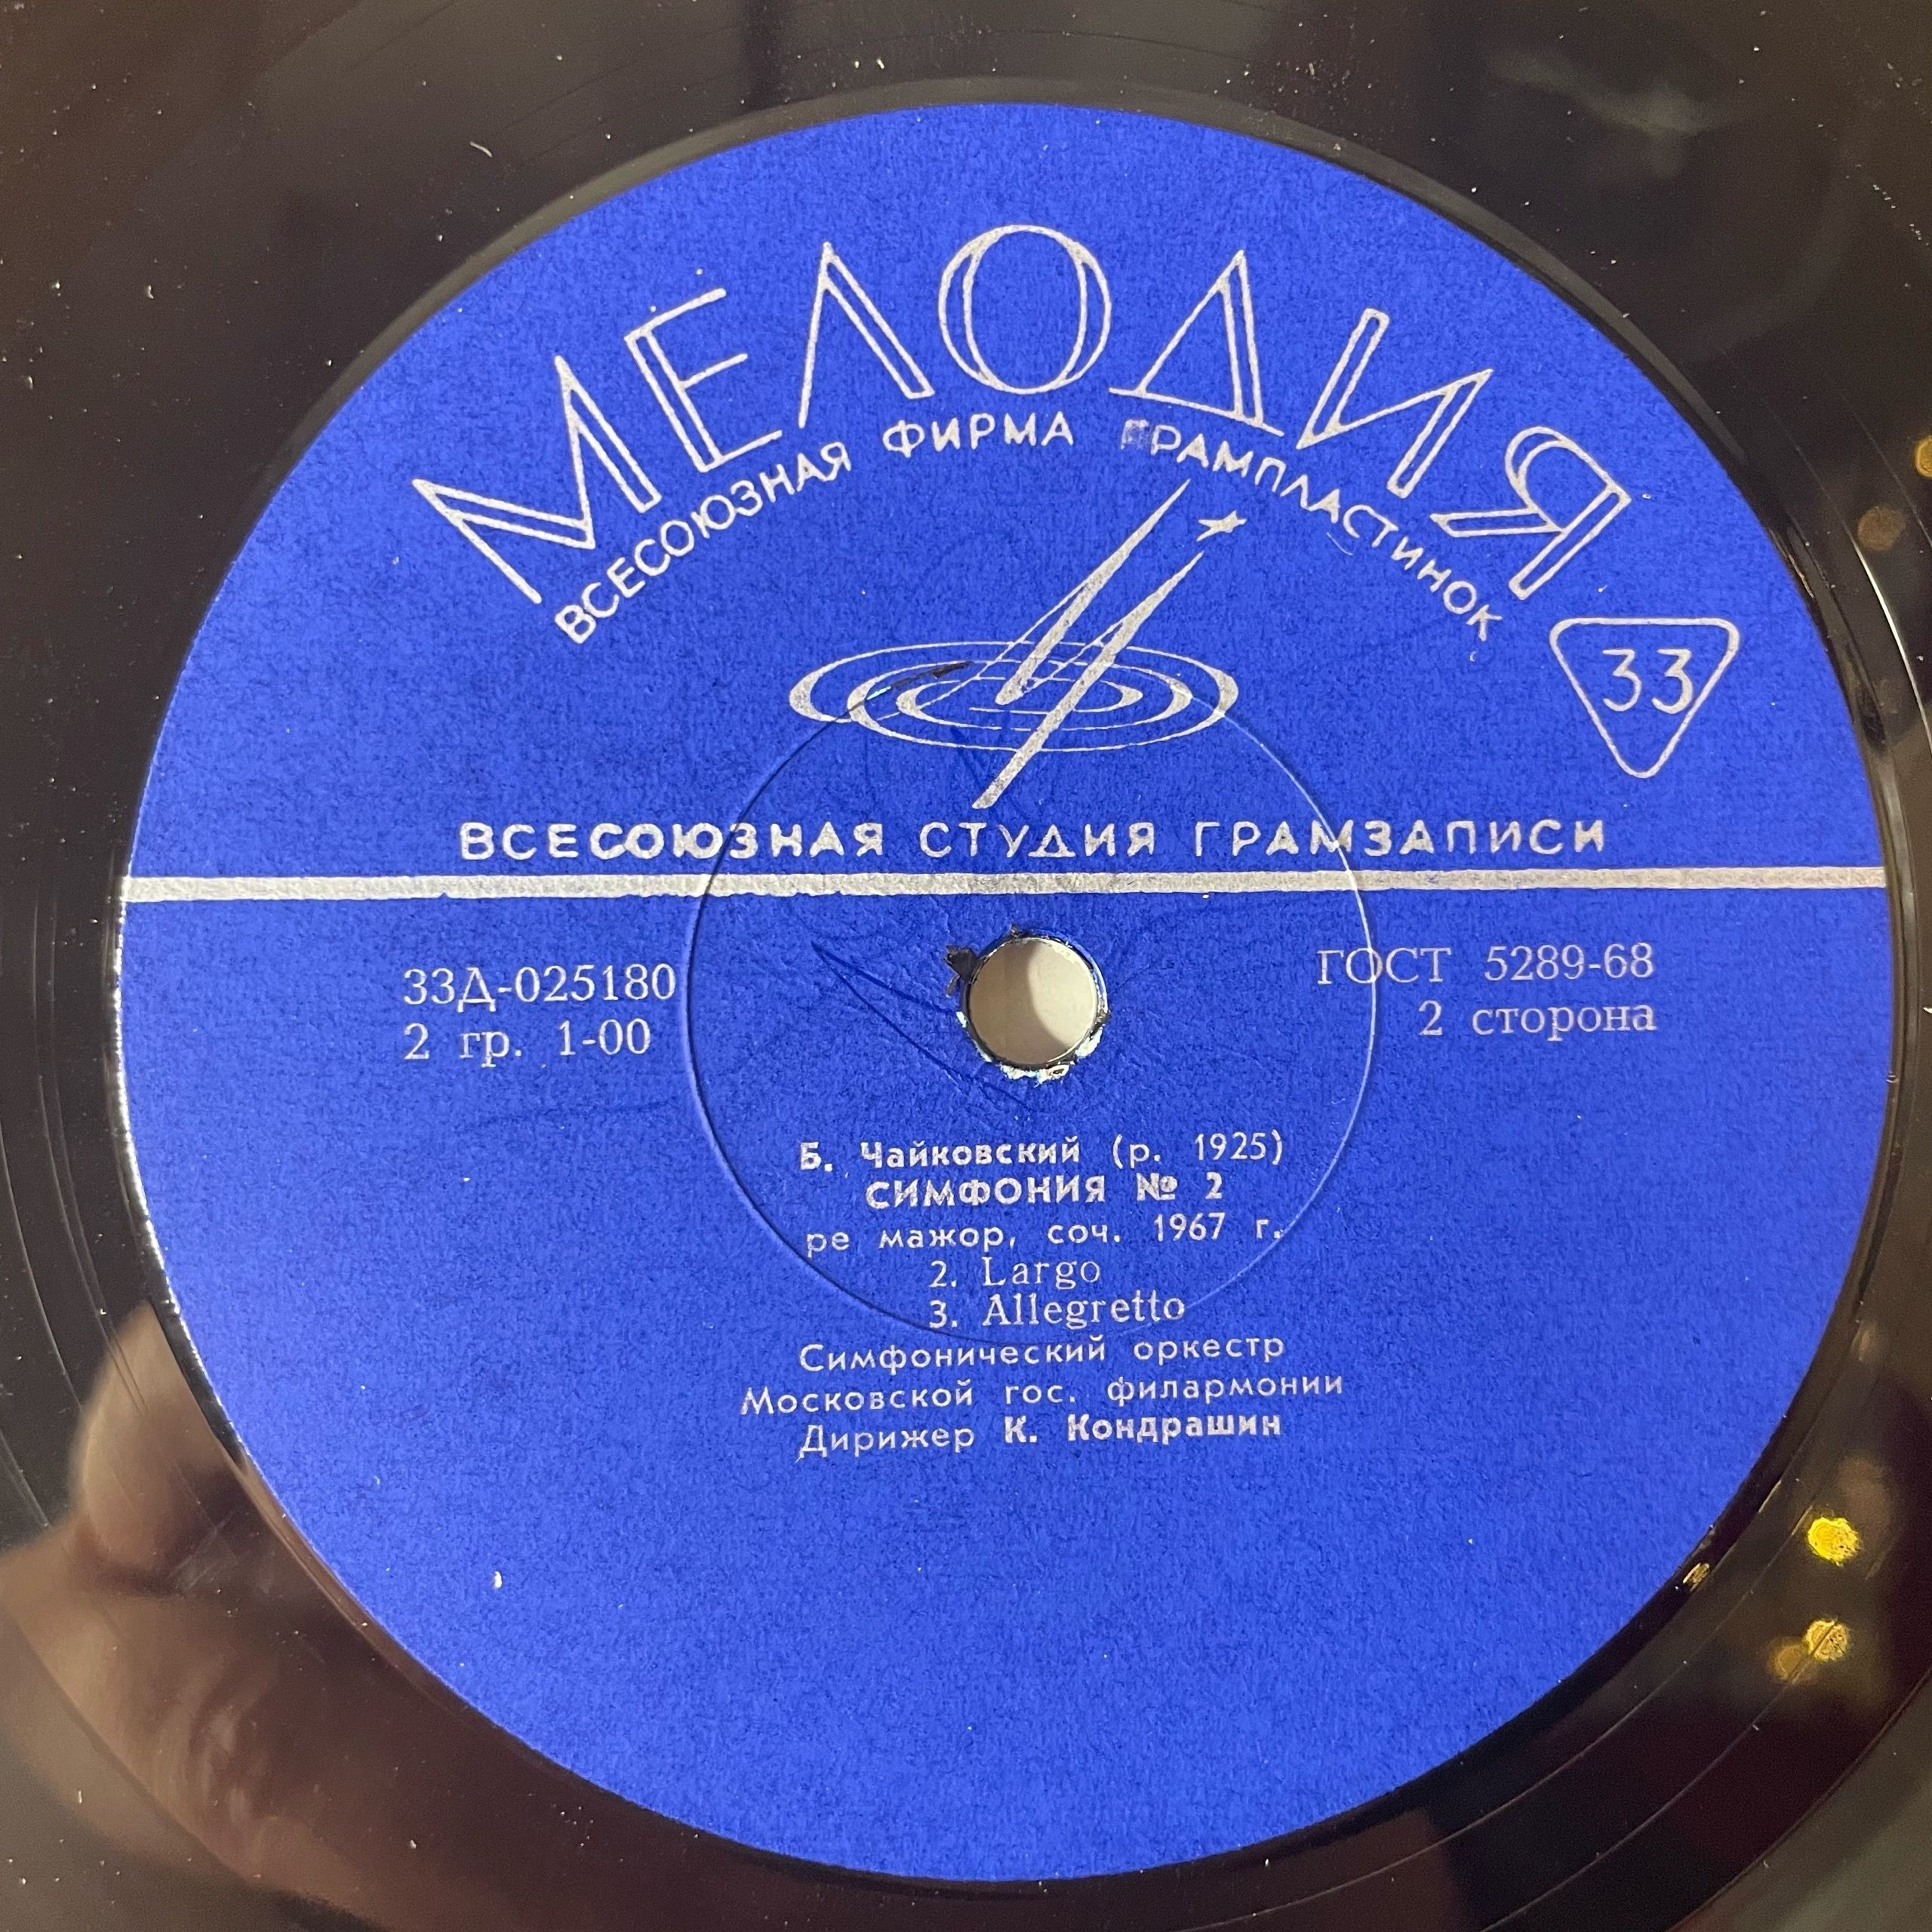 МЕЛОДИЯ
ВСЕСОЮЗНАЯ ФИРМА ГРАМПЛАСТИНОК
33
ВСЕСОЮЗНАЯ СТУДИЯ ГРАМЗАПИСИ
33Д-025180
2 гр. 1-00
ГОСТ 5289-68
2 сторона
Б. Чайковский (р. 1925)
СИМФОНИЯ № 2
ре мажор, соч. 1967 г.
2. Largo
3. Allegretto
Симфонический оркестр
Московской гос. филармонии
Дирижер К. Кондрашин